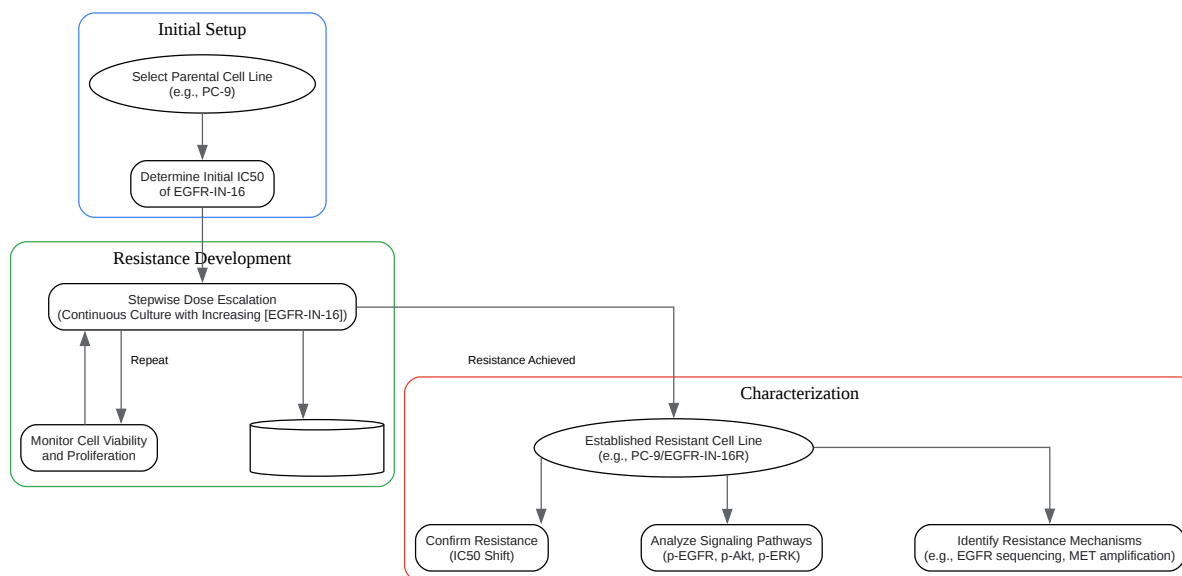 Initial Setup
Select Parental Cell Line
(e.g., PC-9)
Determine Initial IC50
of EGFR-IN-16
Resistance Development
Stepwise Dose Escalation
(Continuous Culture with Increasing [EGFR-IN-16])
Repeat
Resistance Achieved
Monitor Cell Viability
and Proliferation
Characterization
Established Resistant Cell Line
(e.g., PC-9/EGFR-IN-16R)
Confirm Resistance
(IC50 Shift)
Analyze Signaling Pathways
(p-EGFR, p-Akt, p-ERK)
Identify Resistance Mechanisms
(e.g., EGFR sequencing, MET amplification)